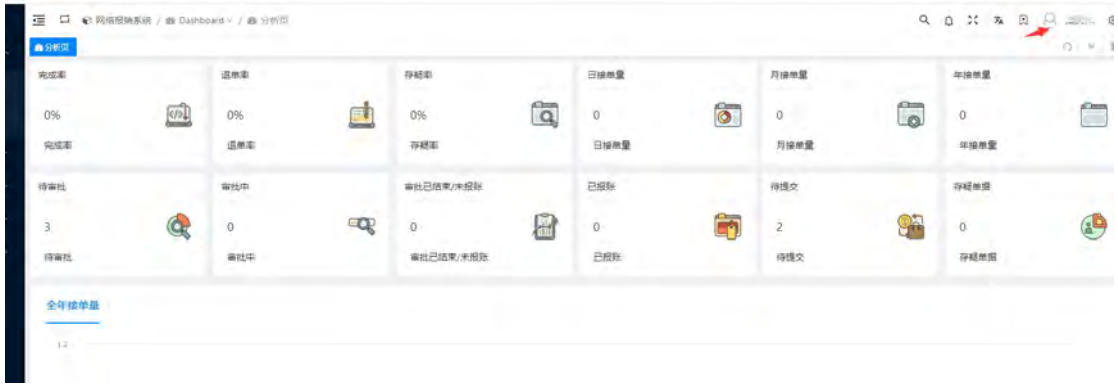 网络报销系统 / Dashboard / 分析页
分析页
完成率 退单率 存疑率 日接单量 月接单量 年接单量
0% 0% 0% 0 0 0
完成率 退单率 存疑率 日接单量 月接单量 年接单量
待审批 审批中 审批已结束/未报账 已报账 待提交 存疑单据
3 0 0 0 2 0
待审批 审批中 审批已结束/未报账 已报账 待提交 存疑单据
全年接单量
1.2